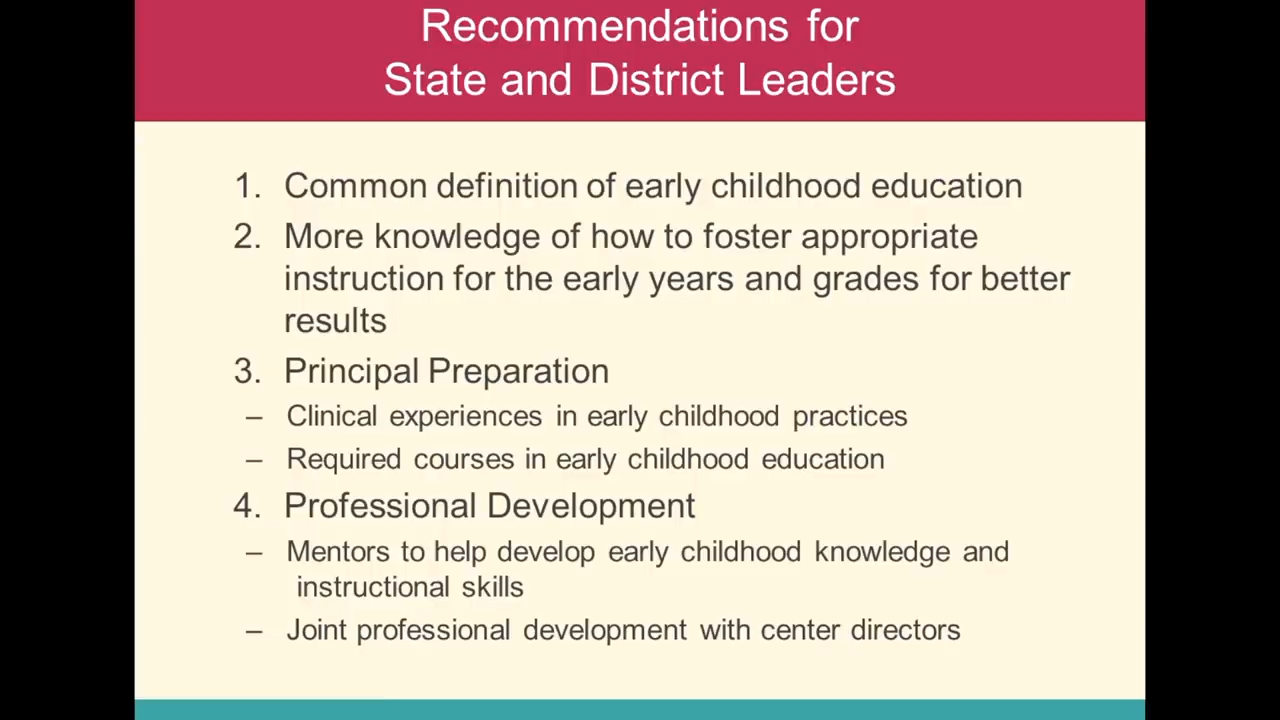 Recommendations for
State and District Leaders
1. Common definition of early childhood education
2. More knowledge of how to foster appropriate
instruction for the early years and grades for better
results
3. Principal Preparation
– Clinical experiences in early childhood practices
– Required courses in early childhood education
4. Professional Development
– Mentors to help develop early childhood knowledge and
instructional skills
– Joint professional development with center directors